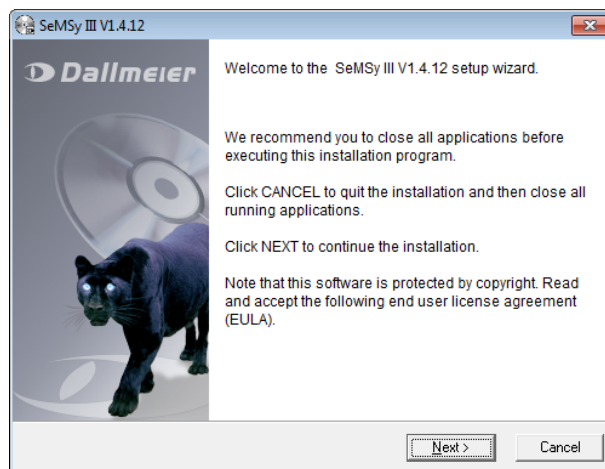 SeMSy III V1.4.12
Dallmeier
Welcome to the  SeMSy III V1.4.12 setup wizard.
We recommend you to close all applications before
executing this installation program.
Click CANCEL to quit the installation and then close all
running applications.
Click NEXT to continue the installation.
Note that this software is protected by copyright. Read
and accept the following end user license agreement
(EULA).
Next >
Cancel